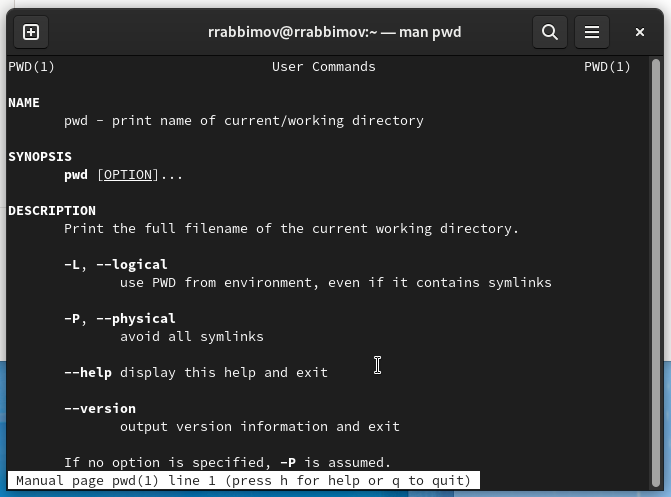 rrabbimov@rrabbimov:~ — man pwd
PWD(1) User Commands PWD(1)
NAME
pwd - print name of current/working directory
SYNOPSIS
pwd [OPTION]...
DESCRIPTION
Print the full filename of the current working directory.
-L, --logical
use PWD from environment, even if it contains symlinks
-P, --physical
avoid all symlinks
--help display this help and exit
--version
output version information and exit
If no option is specified, -P is assumed.
Manual page pwd(1) line 1 (press h for help or q to quit)